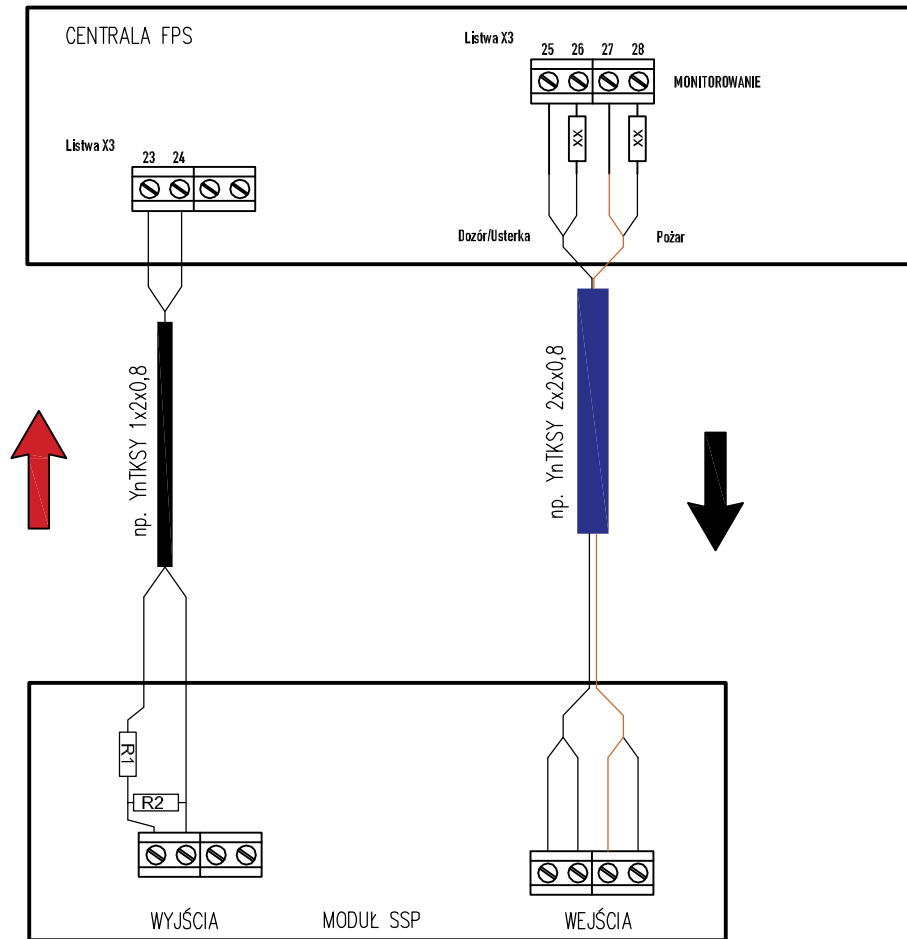 CENTRALA FPS
Listwa X3
25 26 27 28
MONITOROWANIE
XX XX
Listwa X3
23 24
Dozór/Usterka
Pożar
np. YnTKSY 1x2x0,8
np. YnTKSY 2x2x0,8
R1
R2
WYJŚCIA
MODUŁ SSP
WEJŚCIA